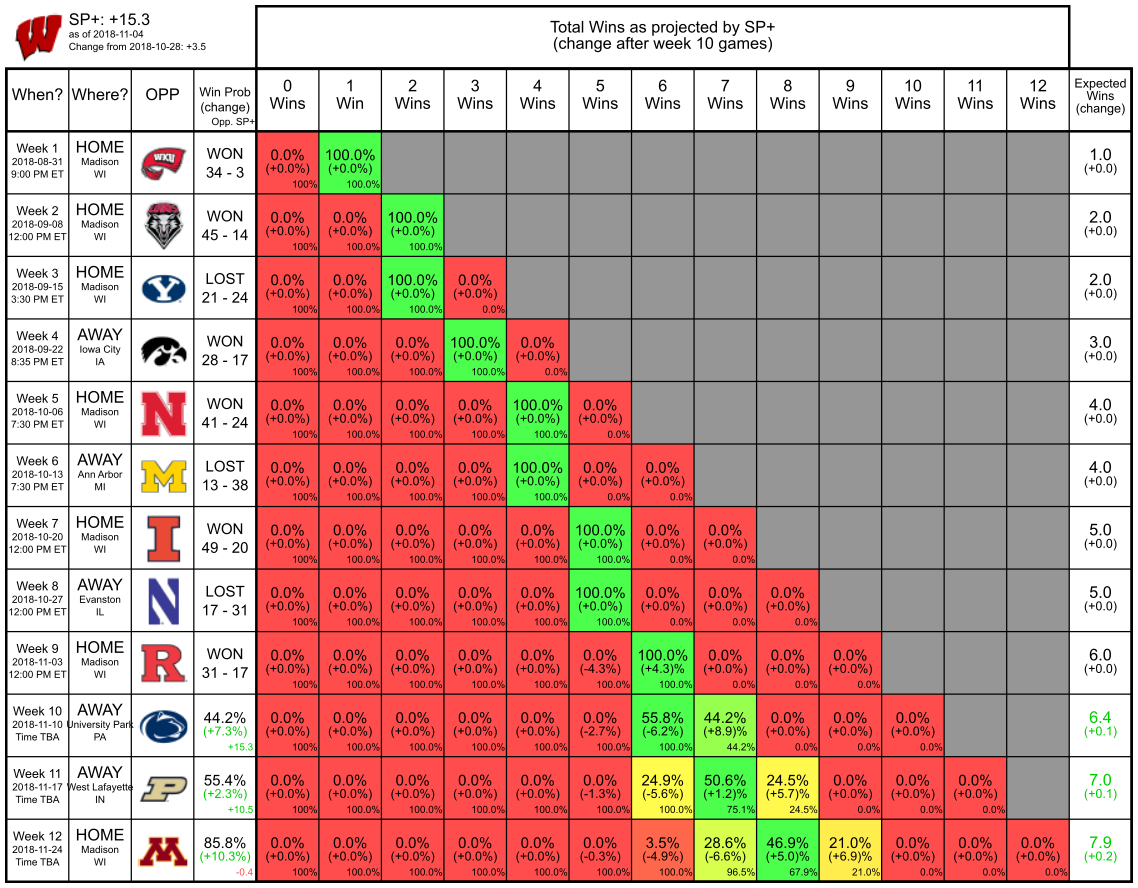 SP+: +15.3
as of 2018-11-04
Change from 2018-10-28: +3.5
Total Wins as projected by SP+
(change after week 10 games)
When? Where? OPP Win Prob (change) Opp. SP+ 0 Wins 1 Win 2 Wins 3 Wins 4 Wins 5 Wins 6 Wins 7 Wins 8 Wins 9 Wins 10 Wins 11 Wins 12 Wins Expected Wins (change)
Week 1 HOME WON 0.0% 100.0% 1.0
2018-08-31 Madison WKU (+0.0%) (+0.0%) (+0.0)
9:00 PM ET WI 34 - 3 100% 100.0%
Week 2 HOME WON 0.0% 0.0% 100.0% 2.0
2018-09-08 Madison (+0.0%) (+0.0%) (+0.0%) (+0.0)
12:00 PM ET WI 45 - 14 100% 100.0% 100.0%
Week 3 HOME LOST 0.0% 0.0% 100.0% 0.0% 2.0
2018-09-15 Madison Y (+0.0%) (+0.0%) (+0.0%) (+0.0%) (+0.0)
3:30 PM ET WI 21 - 24 100% 100.0% 100.0% 0.0%
Week 4 AWAY WON 0.0% 0.0% 0.0% 100.0% 0.0% 3.0
2018-09-22 Iowa City (+0.0%) (+0.0%) (+0.0%) (+0.0%) (+0.0%) (+0.0)
8:35 PM ET IA 28 - 17 100% 100.0% 100.0% 100.0% 0.0%
Week 5 HOME WON 0.0% 0.0% 0.0% 0.0% 100.0% 0.0% 4.0
2018-10-06 Madison N (+0.0%) (+0.0%) (+0.0%) (+0.0%) (+0.0%) (+0.0%) (+0.0)
7:30 PM ET WI 41 - 24 100% 100.0% 100.0% 100.0% 100.0% 0.0%
Week 6 AWAY LOST 0.0% 0.0% 0.0% 0.0% 100.0% 0.0% 0.0% 4.0
2018-10-13 Ann Arbor M (+0.0%) (+0.0%) (+0.0%) (+0.0%) (+0.0%) (+0.0%) (+0.0%) (+0.0)
7:30 PM ET MI 13 - 38 100% 100.0% 100.0% 100.0% 100.0% 0.0% 0.0%
Week 7 HOME WON 0.0% 0.0% 0.0% 0.0% 0.0% 100.0% 0.0% 0.0% 5.0
2018-10-20 Madison I (+0.0%) (+0.0%) (+0.0%) (+0.0%) (+0.0%) (+0.0%) (+0.0%) (+0.0%) (+0.0)
12:00 PM ET WI 49 - 20 100% 100.0% 100.0% 100.0% 100.0% 100.0% 0.0% 0.0%
Week 8 AWAY LOST 0.0% 0.0% 0.0% 0.0% 0.0% 100.0% 0.0% 0.0% 0.0% 5.0
2018-10-27 Evanston N (+0.0%) (+0.0%) (+0.0%) (+0.0%) (+0.0%) (+0.0%) (+0.0%) (+0.0%) (+0.0%) (+0.0)
12:00 PM ET IL 17 - 31 100% 100.0% 100.0% 100.0% 100.0% 100.0% 0.0% 0.0% 0.0%
Week 9 HOME WON 0.0% 0.0% 0.0% 0.0% 0.0% 0.0% 100.0% 0.0% 0.0% 0.0% 6.0
2018-11-03 Madison R (+0.0%) (+0.0%) (+0.0%) (+0.0%) (+0.0%) (-4.3%) (+4.3)% (+0.0%) (+0.0%) (+0.0%) (+0.0)
12:00 PM ET WI 31 - 17 100% 100.0% 100.0% 100.0% 100.0% 100.0% 100.0% 0.0% 0.0% 0.0%
Week 10 AWAY 44.2% 0.0% 0.0% 0.0% 0.0% 0.0% 0.0% 55.8% 44.2% 0.0% 0.0% 0.0% 6.4
2018-11-10 University Park (+7.3%) (+0.0%) (+0.0%) (+0.0%) (+0.0%) (+0.0%) (-2.7%) (-6.2%) (+8.9)% (+0.0%) (+0.0%) (+0.0%) (+0.1)
Time TBA PA +15.3 100% 100.0% 100.0% 100.0% 100.0% 100.0% 100.0% 44.2% 0.0% 0.0% 0.0%
Week 11 AWAY 55.4% 0.0% 0.0% 0.0% 0.0% 0.0% 0.0% 24.9% 50.6% 24.5% 0.0% 0.0% 0.0% 7.0
2018-11-17 West Lafayette P (+2.3%) (+0.0%) (+0.0%) (+0.0%) (+0.0%) (+0.0%) (-1.3%) (-5.6%) (+1.2)% (+5.7)% (+0.0%) (+0.0%) (+0.0%) (+0.1)
Time TBA IN +10.5 100% 100.0% 100.0% 100.0% 100.0% 100.0% 100.0% 75.1% 24.5% 0.0% 0.0% 0.0%
Week 12 HOME 85.8% 0.0% 0.0% 0.0% 0.0% 0.0% 0.0% 3.5% 28.6% 46.9% 21.0% 0.0% 0.0% 0.0% 7.9
2018-11-24 Madison M (+10.3%) (+0.0%) (+0.0%) (+0.0%) (+0.0%) (+0.0%) (-0.3%) (-4.9%) (-6.6%) (+5.0)% (+6.9)% (+0.0%) (+0.0%) (+0.0%) (+0.2)
Time TBA WI -0.4 100% 100.0% 100.0% 100.0% 100.0% 100.0% 100.0% 96.5% 67.9% 21.0% 0.0% 0.0% 0.0%